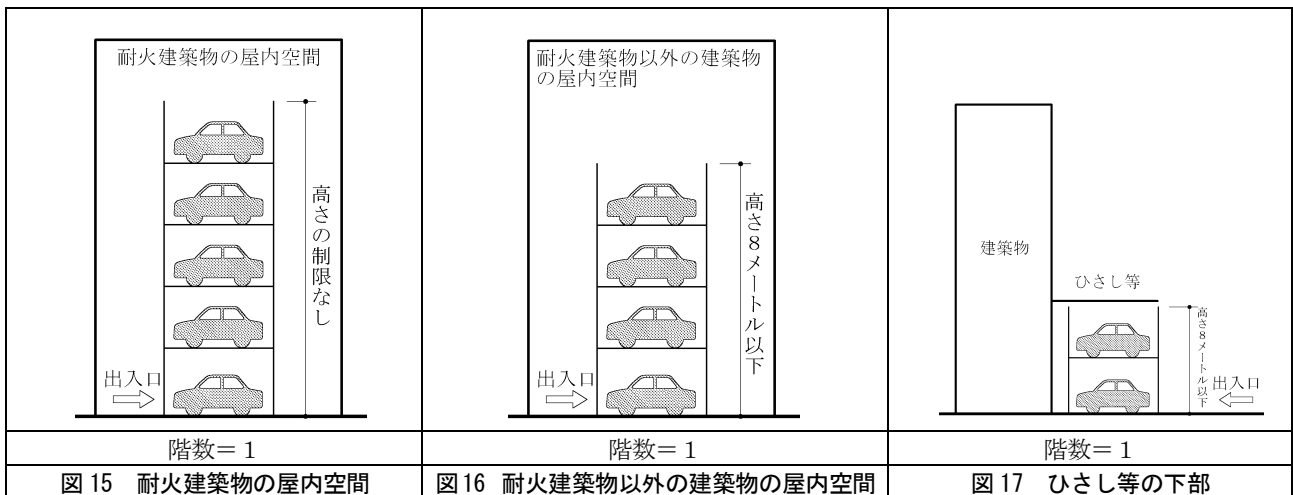 耐火建築物の屋内空間
高さの制限なし
出入口
階数＝1
図 15　耐火建築物の屋内空間
耐火建築物以外の建築物
の屋内空間
高さ8メートル以下
出入口
階数＝1
図16 耐火建築物以外の建築物の屋内空間
建築物
ひさし等
高さ8メートル以下
出入口
階数＝1
図 17　ひさし等の下部